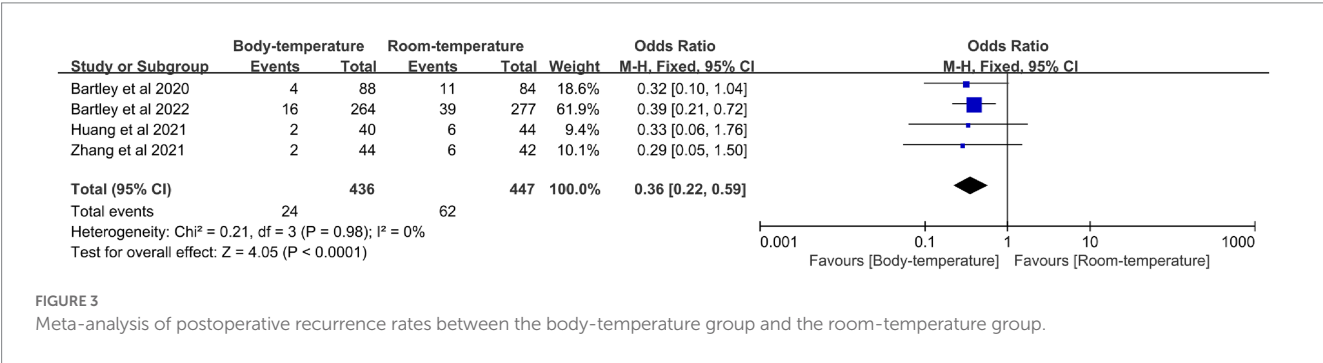 Body-temperature Room-temperature Odds Ratio Odds Ratio
Study or Subgroup Events Total Events Total Weight M-H, Fixed, 95% CI M-H, Fixed, 95% CI
Bartley et al 2020 4 88 11 84 18.6% 0.32 [0.10, 1.04]
Bartley et al 2022 16 264 39 277 61.9% 0.39 [0.21, 0.72]
Huang et al 2021 2 40 6 44 9.4% 0.33 [0.06, 1.76]
Zhang et al 2021 2 44 6 42 10.1% 0.29 [0.05, 1.50]
Total (95% CI) 436 447 100.0% 0.36 [0.22, 0.59]
Total events 24 62
Heterogeneity: Chi² = 0.21, df = 3 (P = 0.98); I² = 0%
Test for overall effect: Z = 4.05 (P < 0.0001)
0.001 0.1 1 10 1000
Favours [Body-temperature] Favours [Room-temperature]
FIGURE 3
Meta-analysis of postoperative recurrence rates between the body-temperature group and the room-temperature group.